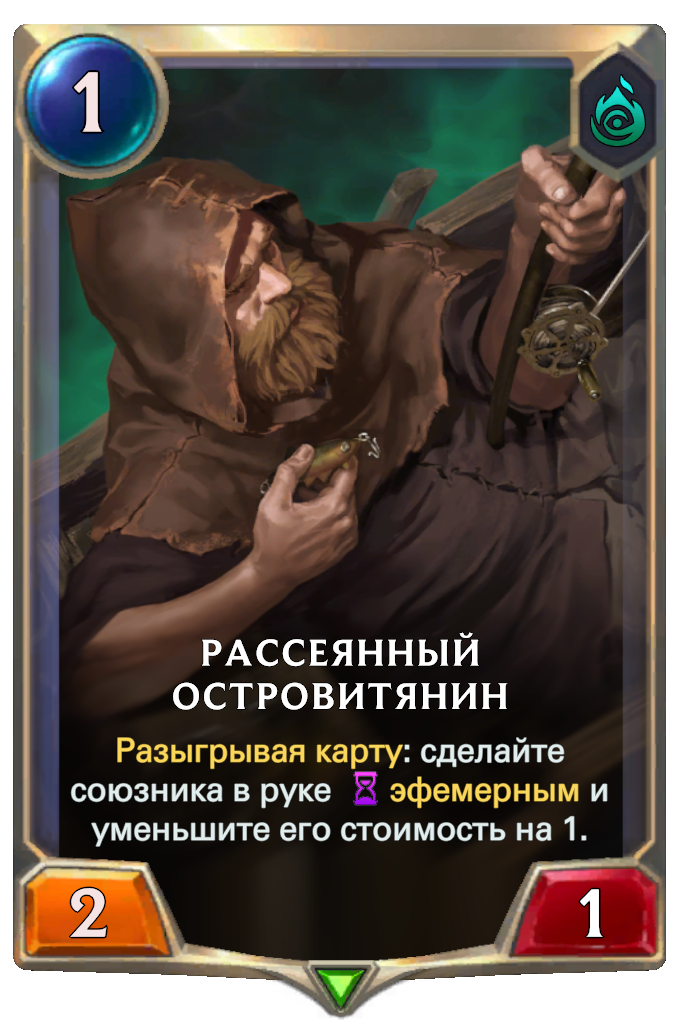 1
РАССЕЯННЫЙ
ОСТРОВИТЯНИН
Разыгрывая карту: сделайте
союзника в руке эфемерным и
уменьшите его стоимость на 1.
2
1